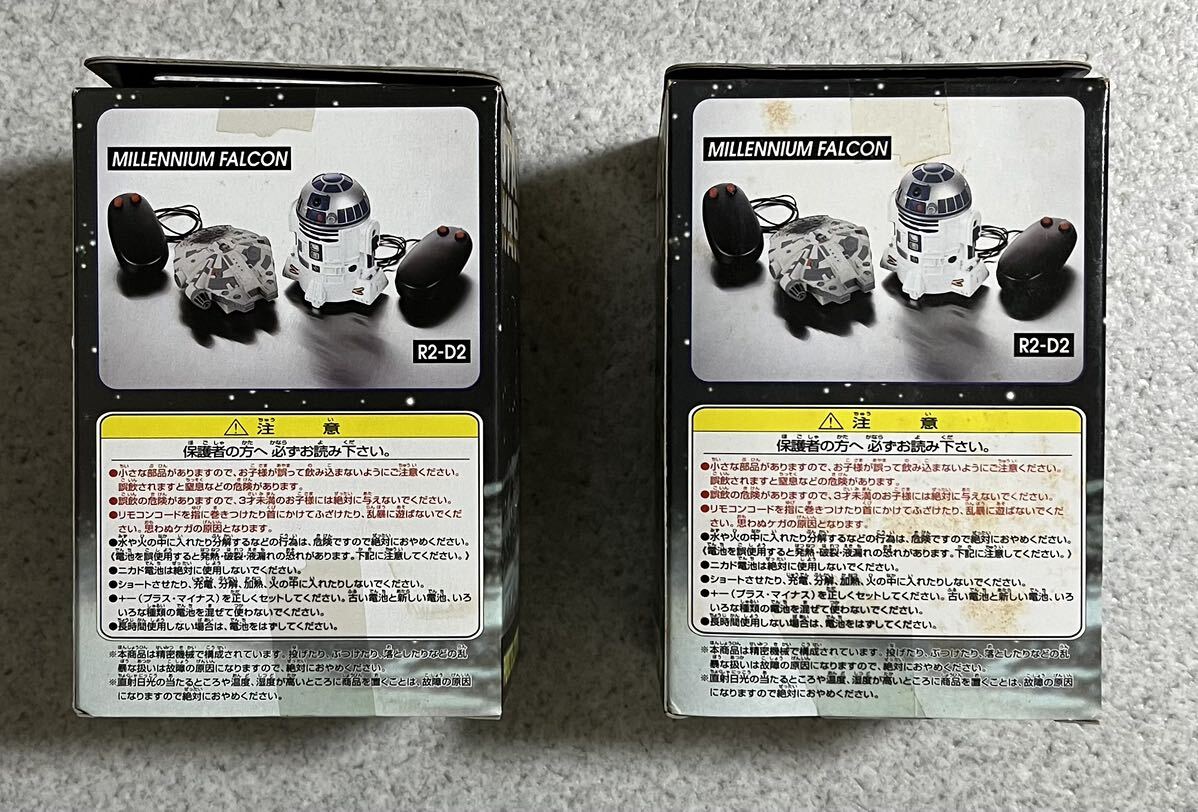 MILLENNIUM FALCON
R2-D2
注意
保護者の方へ 必ずお読み下さい。
●小さな部品がありますので、お子様が誤って飲み込まないようにご注意ください。
誤飲されますと窒息などの危険があります。
●誤飲の危険がありますので、3才未満のお子様には絶対に与えないでください。
●リモコンコードを指に巻きつけたり首にかけてふざけたり、乱暴に遊ばないでくだ
さい。思わぬケガの原因となります。
●水や火の中に入れたり分解するなどの行為は、危険ですので絶対におやめください。
(電池を誤使用すると発熱・破裂・液漏れの恐れがあります。下記に注意してください。)
●ニカド電池は絶対に使用しないでください。
●ショートさせたり、充電、分解、加熱、火の中に入れたりしないでください。
●+−(プラス・マイナス)を正しくセットしてください。古い電池と新しい電池、いろ
いろな種類の電池を混ぜて使わないでください。
●長時間使用しない場合は、電池をはずしてください。
※本商品は精密機械で構成されています。投げたり、ぶつけたり、落としたりなどの乱
暴な扱いは故障の原因になりますので、絶対におやめください。
※直射日光の当たるところや温度、湿度が高いところに商品を置くことは、故障の原因
になりますので絶対におやめください。
MILLENNIUM FALCON
R2-D2
注意
保護者の方へ 必ずお読み下さい。
●小さな部品がありますので、お子様が誤って飲み込まないようにご注意ください。
誤飲されますと窒息などの危険があります。
●誤飲の危険がありますので、3才未満のお子様には絶対に与えないでください。
●リモコンコードを指に巻きつけたり首にかけてふざけたり、乱暴に遊ばないでくだ
さい。思わぬケガの原因となります。
●水や火の中に入れたり分解するなどの行為は、危険ですので絶対におやめください。
(電池を誤使用すると発熱・破裂・液漏れの恐れがあります。下記に注意してください。)
●ニカド電池は絶対に使用しないでください。
●ショートさせたり、充電、分解、加熱、火の中に入れたりしないでください。
●+−(プラス・マイナス)を正しくセットしてください。古い電池と新しい電池、いろ
いろな種類の電池を混ぜて使わないでください。
●長時間使用しない場合は、電池をはずしてください。
※本商品は精密機械で構成されています。投げたり、ぶつけたり、落としたりなどの乱
暴な扱いは故障の原因になりますので、絶対におやめください。
※直射日光の当たるところや温度、湿度が高いところに商品を置くことは、故障の原因
になりますので絶対におやめください。